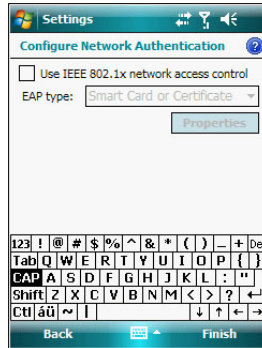 Settings
Configure Network Authentication ?
Use IEEE 802.1x network access control
EAP type: Smart Card or Certificate
Properties
123 ! @ # $ % ^ & * ( ) _ + De
Tab Q W E R T Y U I O P { }
CAP A S D F G H J K L : "
Shift Z X C V B N M < > ? ↵
Ctl áü ~ | ↓ ↑ ← →
Back Finish